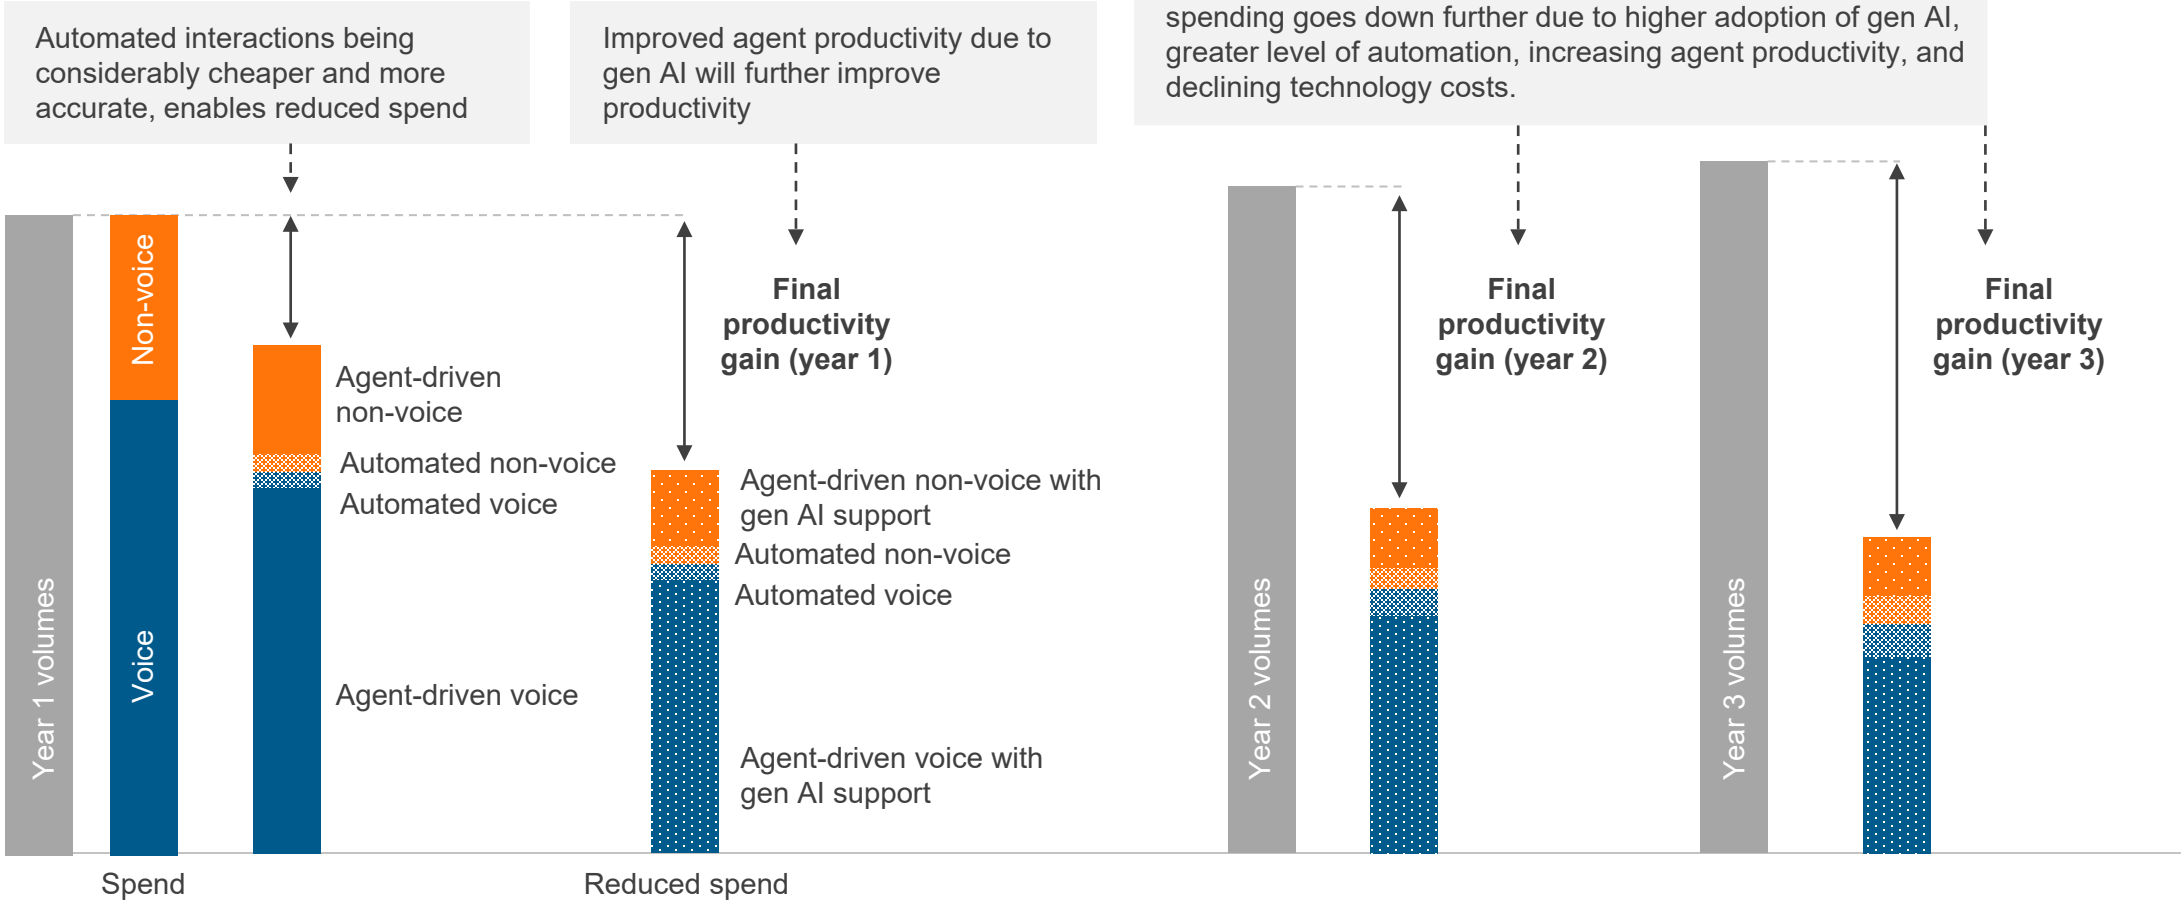 Automated interactions being
considerably cheaper and more
accurate, enables reduced spend
Improved agent productivity due to
gen AI will further improve
productivity
spending goes down further due to higher adoption of gen AI,
greater level of automation, increasing agent productivity, and
declining technology costs.
Year 1 volumes
Non-voice
Voice
Agent-driven
non-voice
Automated non-voice
Automated voice
Agent-driven voice
Final
productivity
gain (year 1)
Agent-driven non-voice with
gen AI support
Automated non-voice
Automated voice
Agent-driven voice with
gen AI support
Year 2 volumes
Final
productivity
gain (year 2)
Year 3 volumes
Final
productivity
gain (year 3)
Spend
Reduced spend